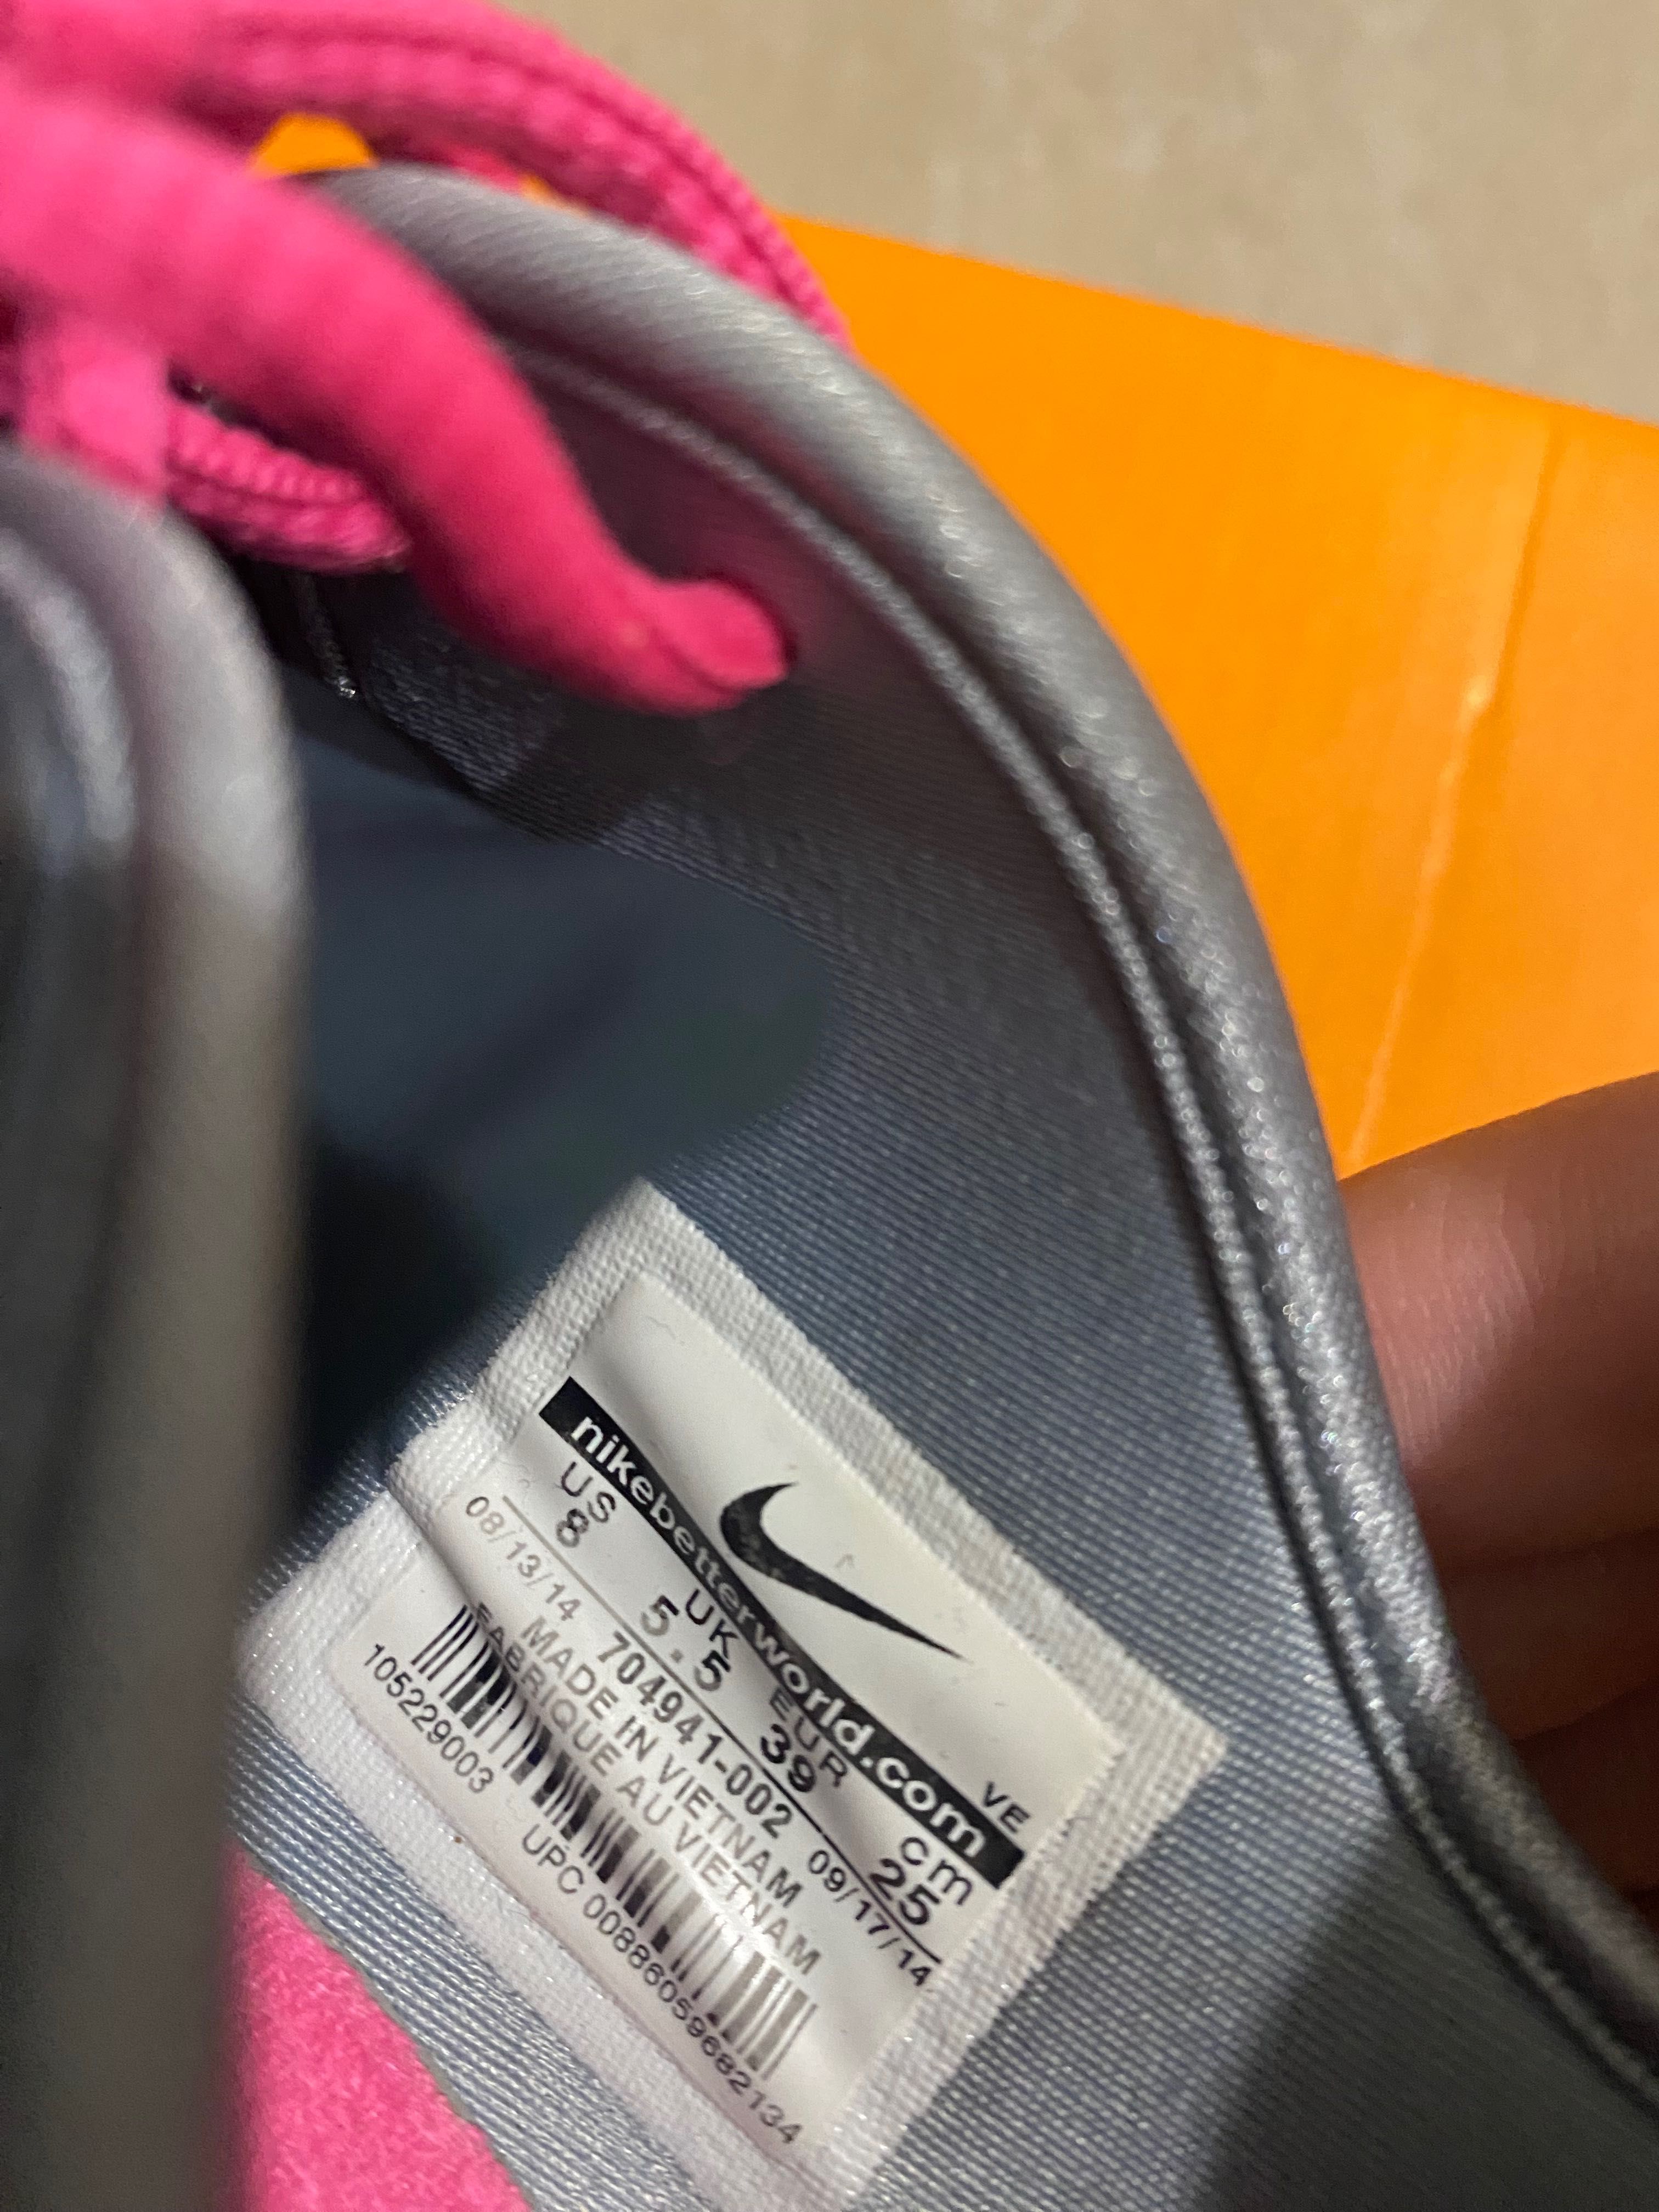 VE
nikebetterworld.com
US UK EUR cm
8 5.5 39 25
08/13/14 704941-002 09/17/14
MADE IN VIETNAM
FABRIQUE AU VIETNAM
105229003 UPC 00886059682134